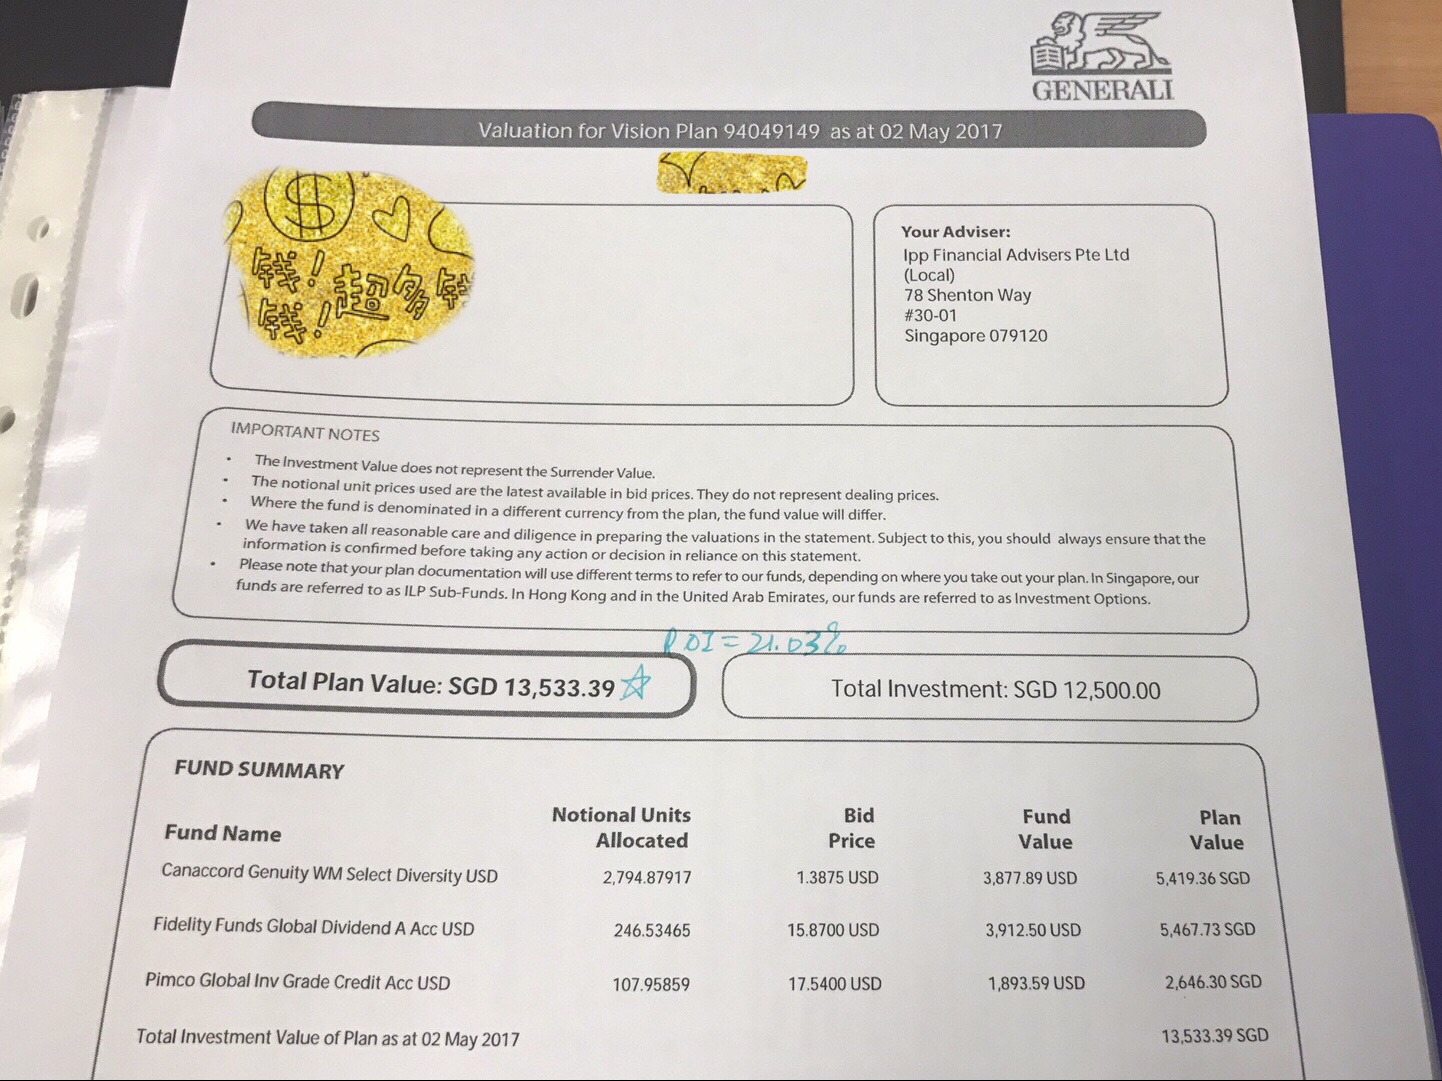 GENERALI
Valuation for Vision Plan 94049149 as at 02 May 2017
钱!
钱!超多
Your Adviser:
Ipp Financial Advisers Pte Ltd
(Local)
78 Shenton Way
#30-01
Singapore 079120
IMPORTANT NOTES
• The Investment Value does not represent the Surrender Value.
• The notional unit prices used are the latest available in bid prices. They do not represent dealing prices.
• Where the fund is denominated in a different currency from the plan, the fund value will differ.
• We have taken all reasonable care and diligence in preparing the valuations in the statement. Subject to this, you should always ensure that the
information is confirmed before taking any action or decision in reliance on this statement.
• Please note that your plan documentation will use different terms to refer to our funds, depending on where you take out your plan. In Singapore, our
funds are referred to as ILP Sub-Funds. In Hong Kong and in the United Arab Emirates, our funds are referred to as Investment Options.
ROI = 21.03%
Total Plan Value: SGD 13,533.39
Total Investment: SGD 12,500.00
FUND SUMMARY
Fund Name Notional Units Allocated Bid Price Fund Value Plan Value
Canaccord Genuity WM Select Diversity USD 2,794.87917 1.3875 USD 3,877.89 USD 5,419.36 SGD
Fidelity Funds Global Dividend A Acc USD 246.53465 15.8700 USD 3,912.50 USD 5,467.73 SGD
Pimco Global Inv Grade Credit Acc USD 107.95859 17.5400 USD 1,893.59 USD 2,646.30 SGD
Total Investment Value of Plan as at 02 May 2017 13,533.39 SGD